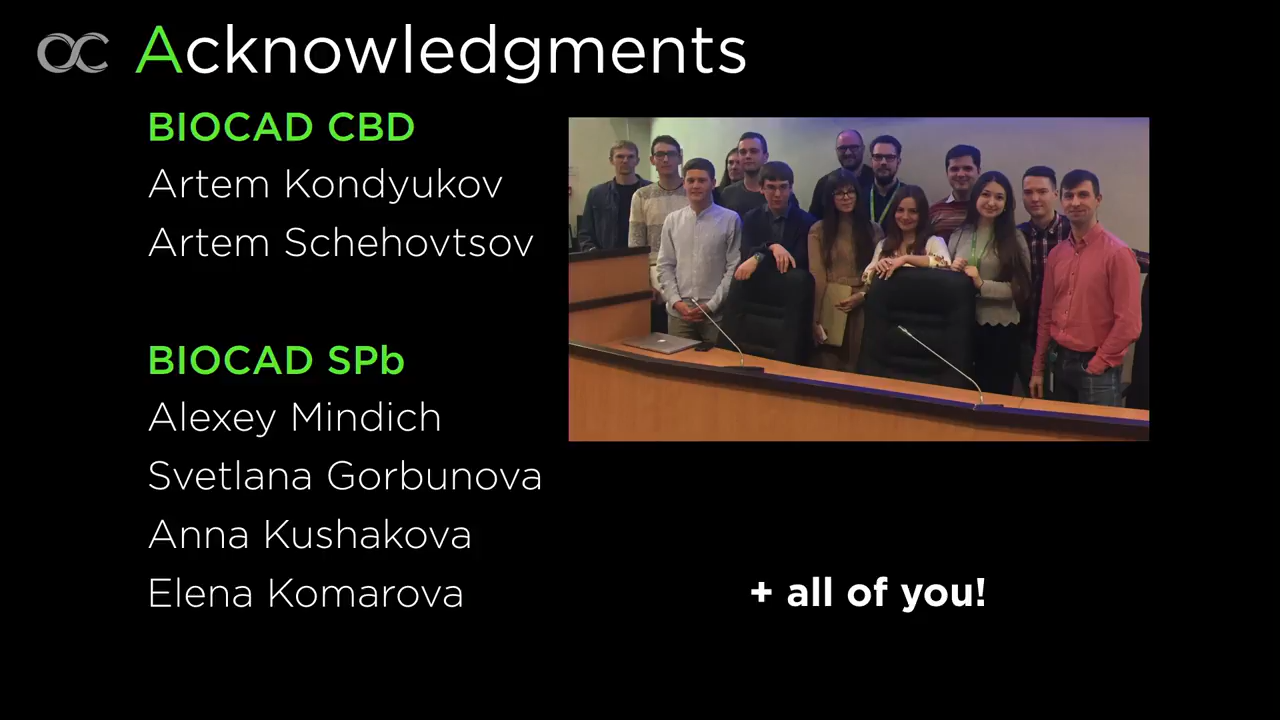 Acknowledgments
BIOCAD CBD
Artem Kondyukov
Artem Schehovtsov
BIOCAD SPb
Alexey Mindich
Svetlana Gorbunova
Anna Kushakova
Elena Komarova
+ all of you!